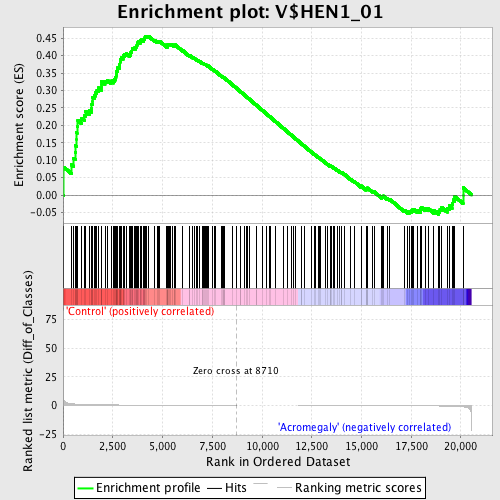 Enrichment plot: V$HEN1_01
Enrichment score (ES)
0.45
0.40
0.35
0.30
0.25
0.20
0.15
0.10
0.05
0.00
-0.05
Ranked list metric (Diff_of_Classes)
75
50
25
0
-25
'Control' (positively correlated)
Zero cross at 8710
'Acromegaly' (negatively correlated)
0
2,500
5,000
7,500
10,000
12,500
15,000
17,500
20,000
Rank in Ordered Dataset
Enrichment profile
Hits
Ranking metric scores